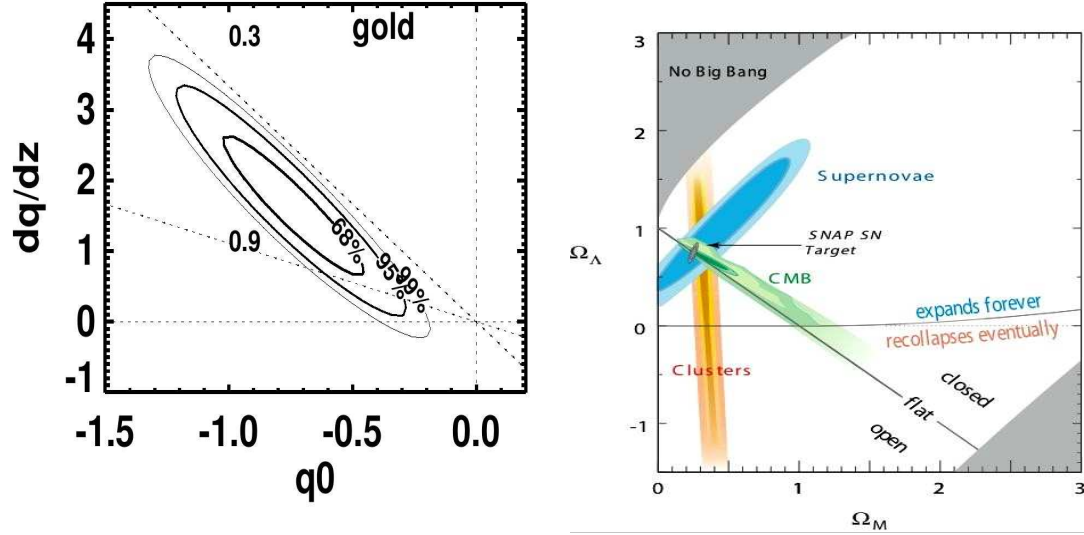 0.3
gold
4
3
2
1
0
-1
dq/dz
0.9
68%
95%
99%
-1.5
-1.0
-0.5
0.0
q0
3
No Big Bang
2
Supernovae
1
SNAP SN
Target
Ω_Λ
CMB
expands forever
0
recollapses eventually
Clusters
closed
flat
-1
open
0
1
2
3
Ω_M